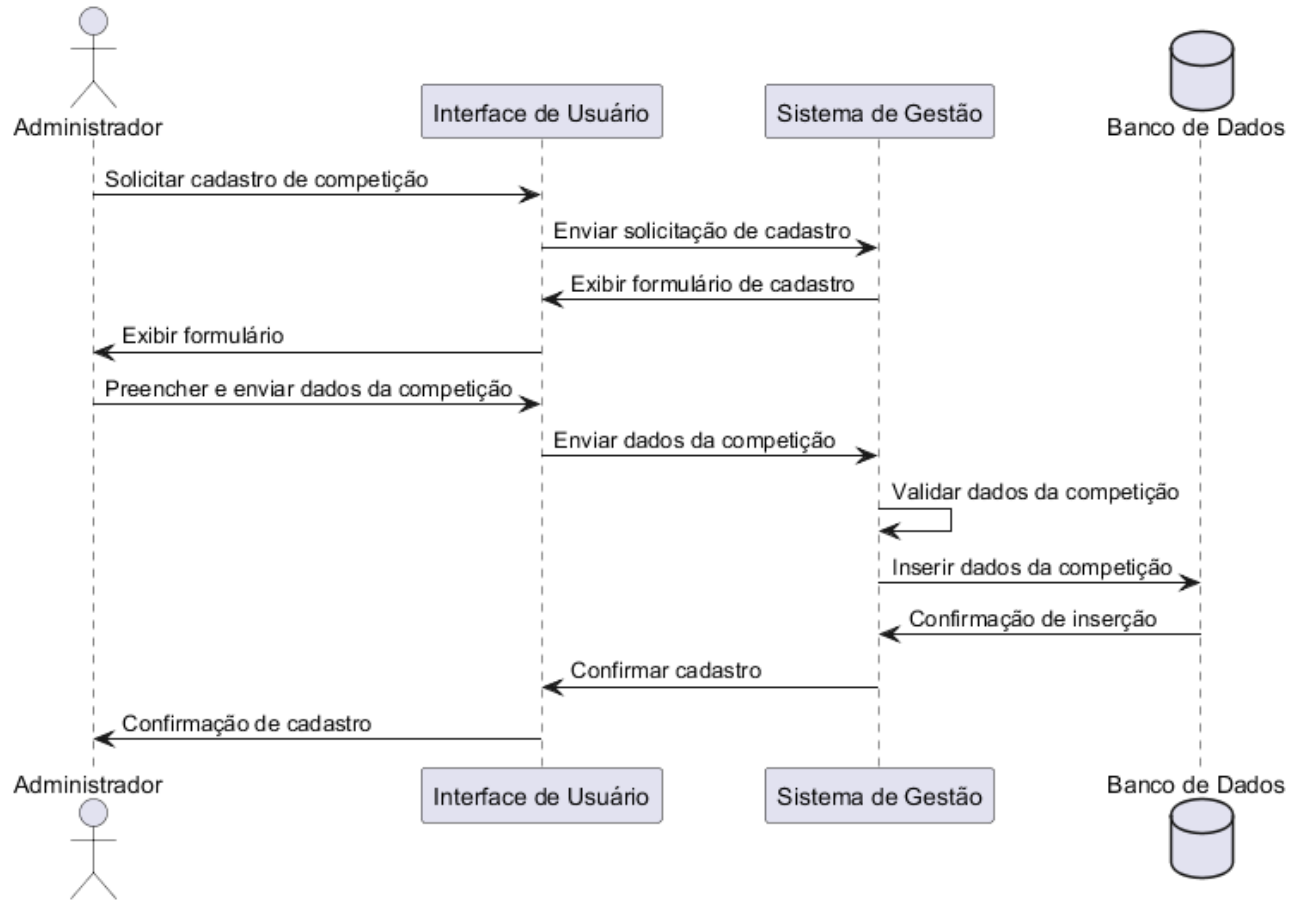 Administrador
Interface de Usuário
Sistema de Gestão
Banco de Dados
Solicitar cadastro de competição
Enviar solicitação de cadastro
Exibir formulário de cadastro
Exibir formulário
Preencher e enviar dados da competição
Enviar dados da competição
Validar dados da competição
Inserir dados da competição
Confirmação de inserção
Confirmar cadastro
Confirmação de cadastro
Administrador
Interface de Usuário
Sistema de Gestão
Banco de Dados